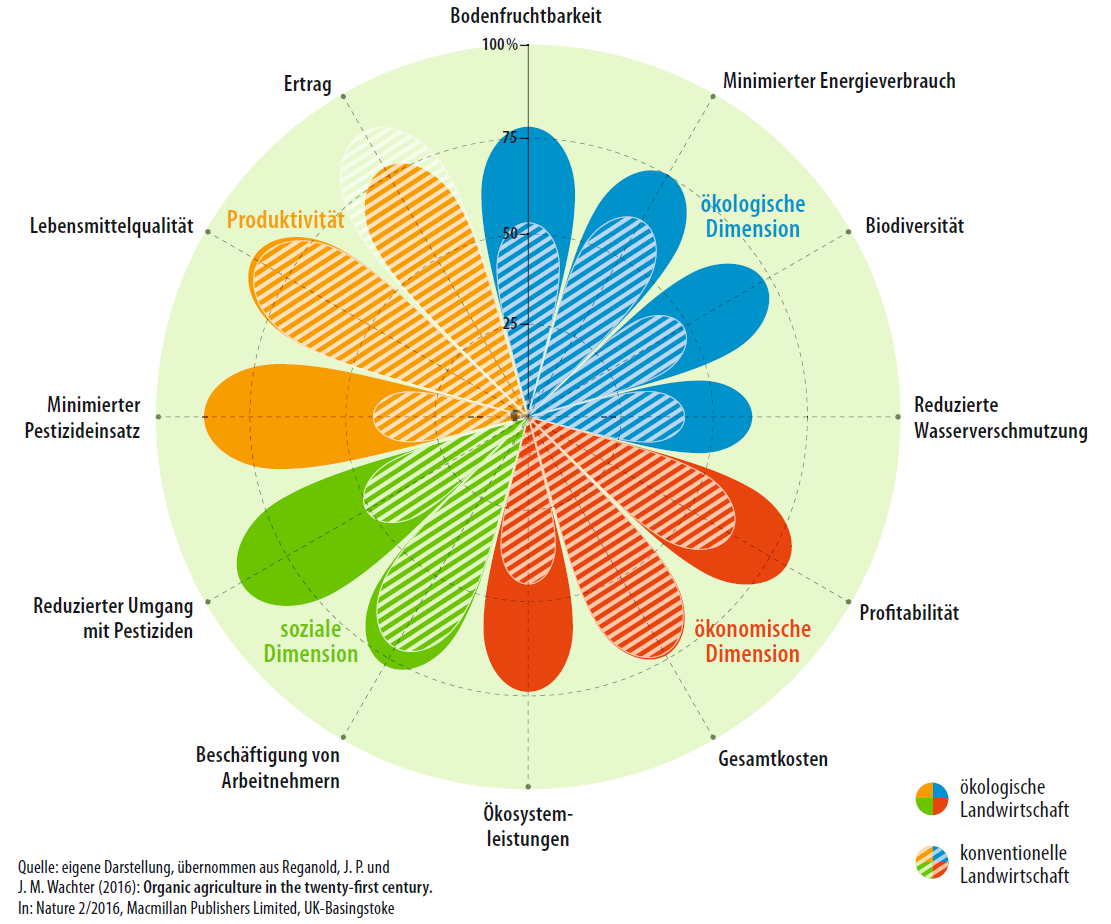 Bodenfruchtbarkeit
100%
Ertrag
Minimierter Energieverbrauch
75
Lebensmittelqualität
Produktivität
ökologische
Dimension
Biodiversität
50
25
Minimierter
Pestizideinsatz
Reduzierte
Wasserverschmutzung
Reduzierter Umgang
mit Pestiziden
soziale
Dimension
ökonomische
Dimension
Profitabilität
Beschäftigung von
Arbeitnehmern
Gesamtkosten
Ökosystem-
leistungen
ökologische
Landwirtschaft
konventionelle
Landwirtschaft
Quelle: eigene Darstellung, übernommen aus Reganold, J. P. und
J. M. Wachter (2016): Organic agriculture in the twenty-first century.
In: Nature 2/2016, Macmillan Publishers Limited, UK-Basingstoke